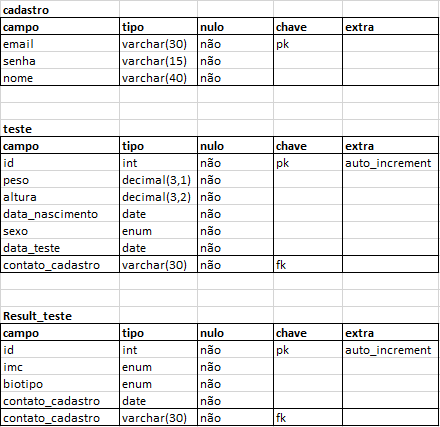 cadastro
campo tipo nulo chave extra
email varchar(30) não pk
senha varchar(15) não
nome varchar(40) não
teste
campo tipo nulo chave extra
id int não pk auto_increment
peso decimal(3,1) não
altura decimal(3,2) não
data_nascimento date não
sexo enum não
data_teste date não
contato_cadastro varchar(30) não fk
Result_teste
campo tipo nulo chave extra
id int não pk auto_increment
imc enum não
biotipo enum não
contato_cadastro date não
contato_cadastro varchar(30) não fk